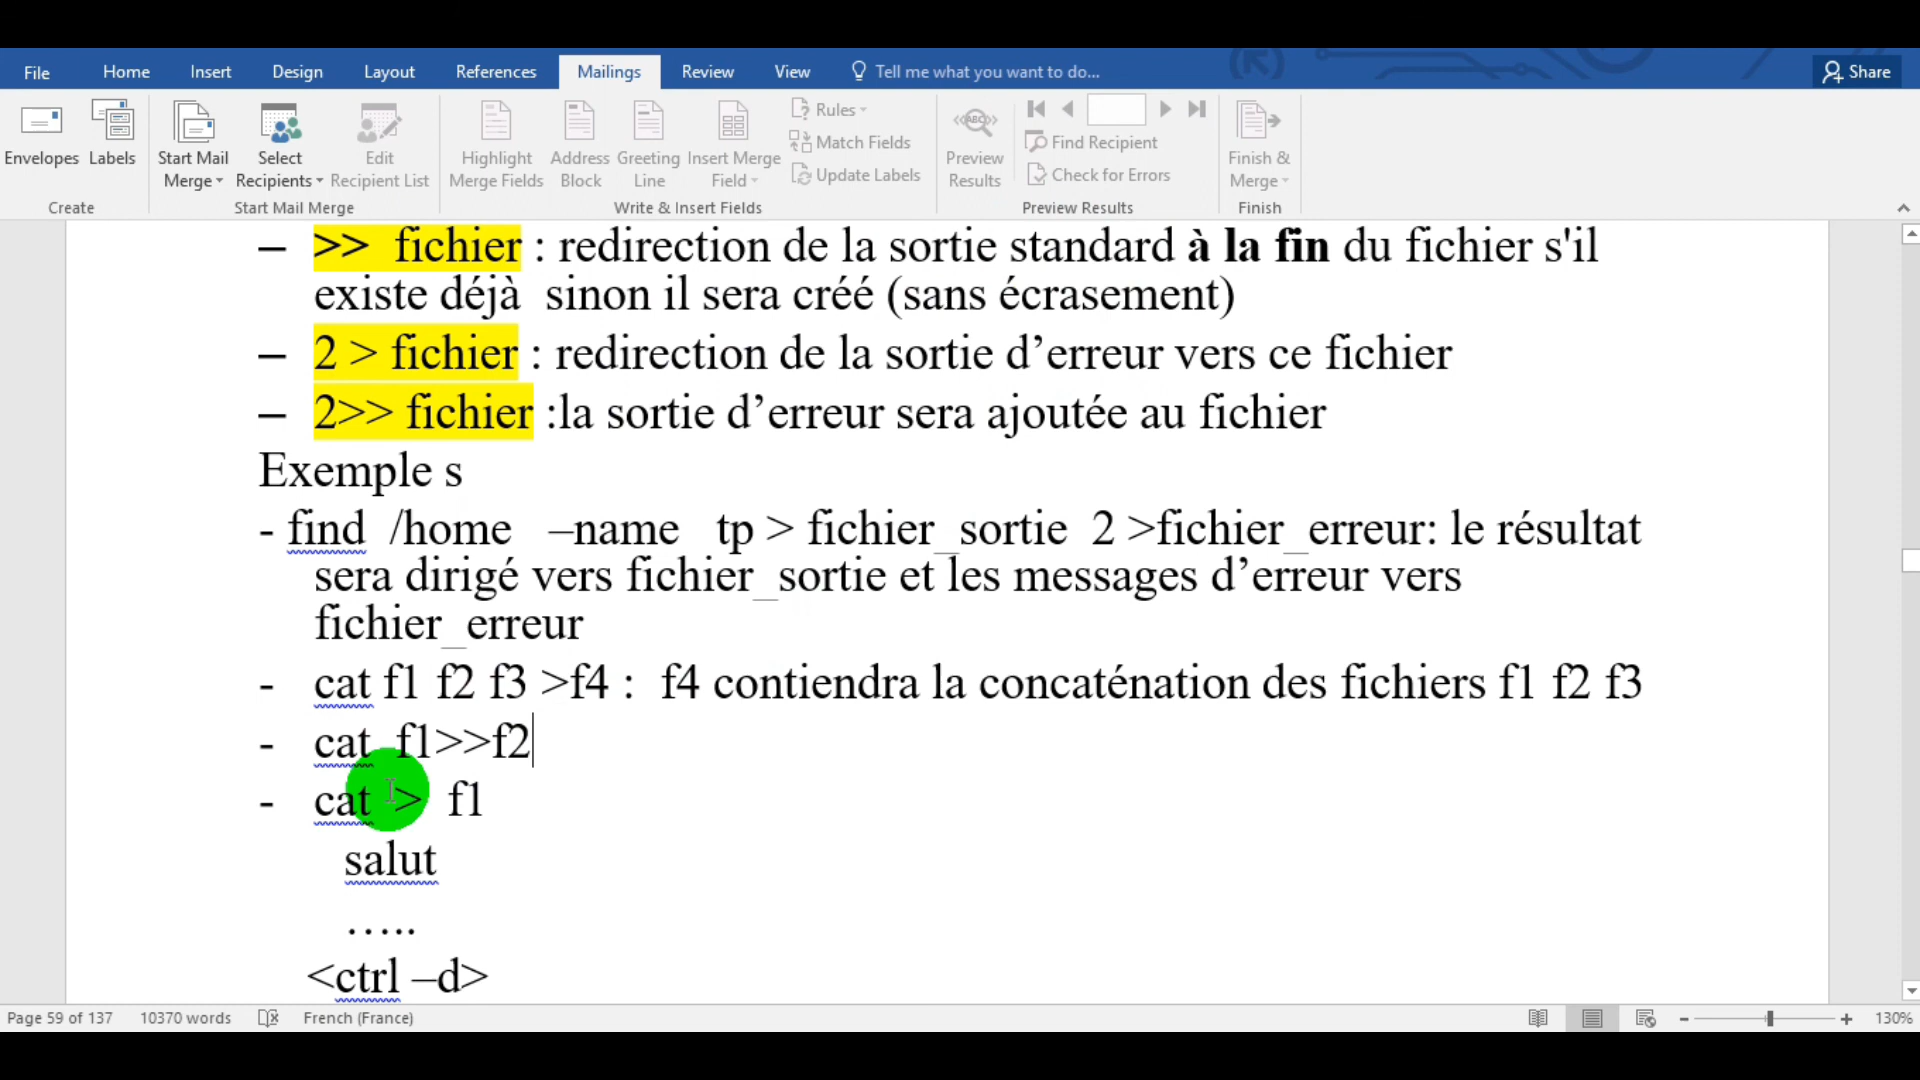 File Home Insert Design Layout References Mailings Review View Tell me what you want to do... Share
Envelopes Labels Start Mail Merge Select Recipients Edit Recipient List Highlight Merge Fields Address Block Greeting Line Insert Merge Field Rules Match Fields Update Labels Preview Results Find Recipient Check for Errors Finish & Merge
Create Start Mail Merge Write & Insert Fields Preview Results Finish
– >> fichier : redirection de la sortie standard à la fin du fichier s'il
existe déjà sinon il sera créé (sans écrasement)
– 2 > fichier : redirection de la sortie d’erreur vers ce fichier
– 2>> fichier :la sortie d’erreur sera ajoutée au fichier
Exemple s
- find /home –name tp > fichier_sortie 2 >fichier_erreur: le résultat
sera dirigé vers fichier_sortie et les messages d’erreur vers
fichier_erreur
- cat f1 f2 f3 >f4 : f4 contiendra la concaténation des fichiers f1 f2 f3
- cat f1>>f2
- cat > f1
salut
…..
<ctrl –d>
Page 59 of 137 10370 words French (France) 130%